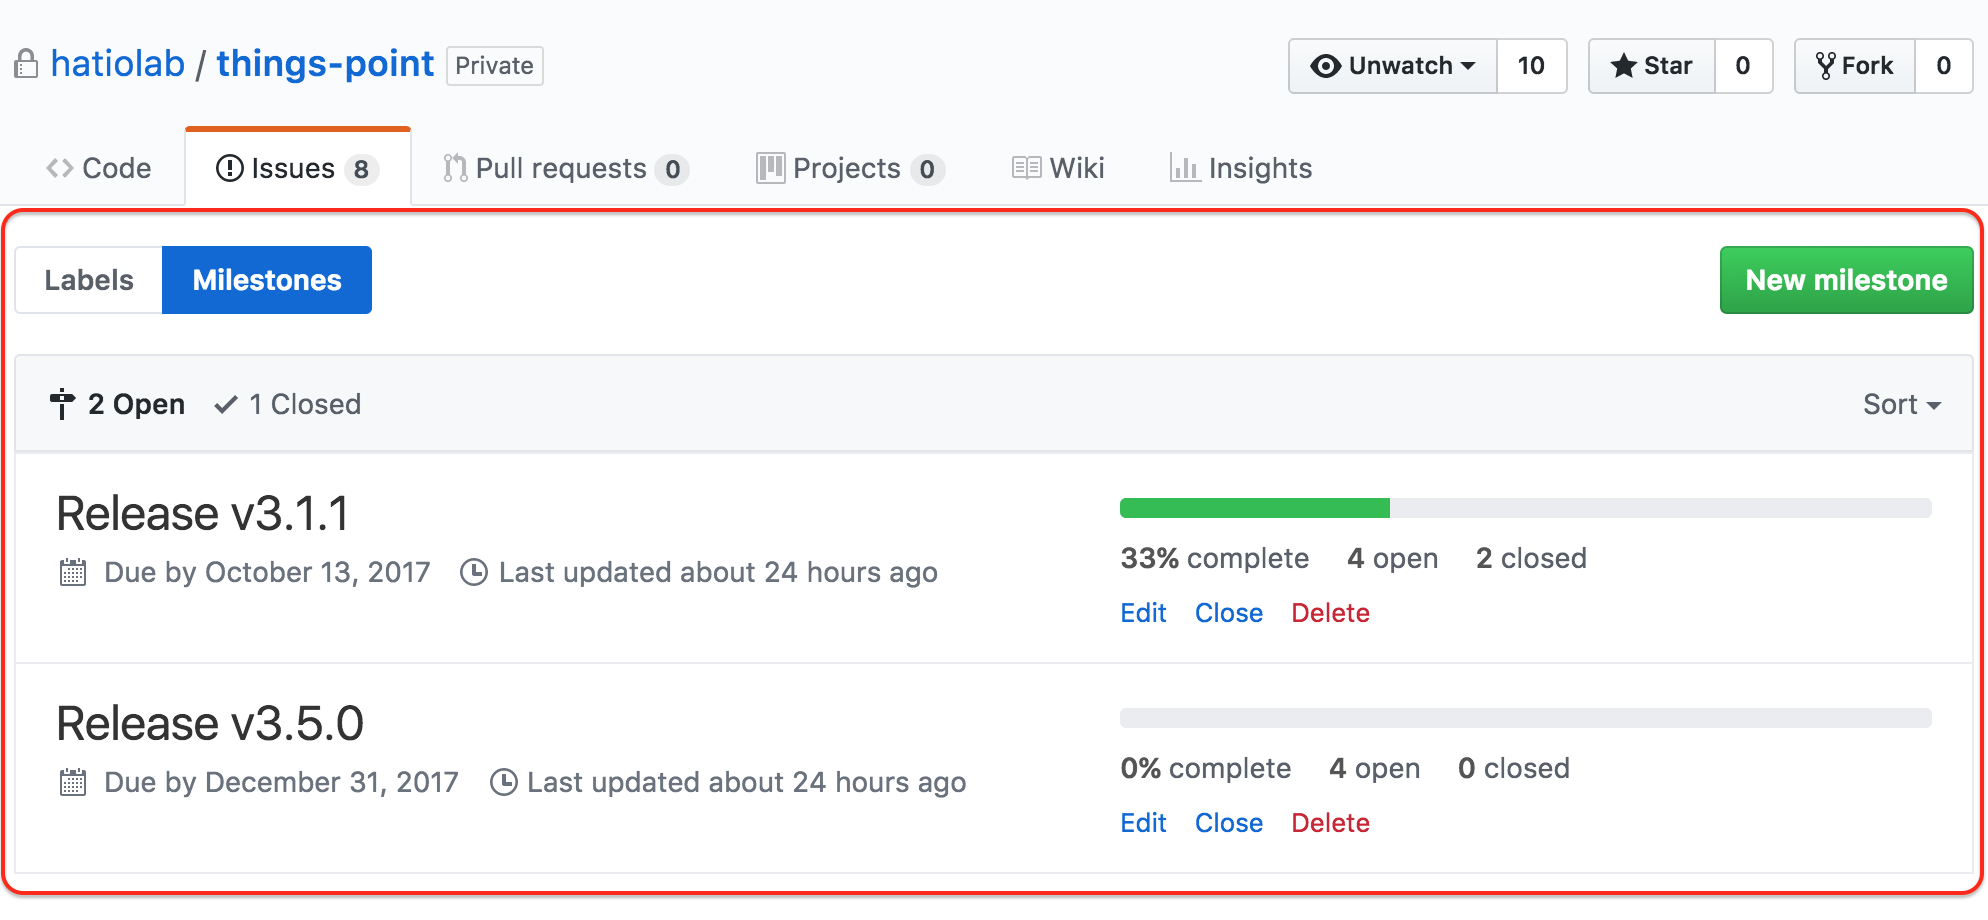 hatiolab / things-point Private Unwatch 10 Star 0 Fork 0
Code Issues 8 Pull requests 0 Projects 0 Wiki Insights
Labels Milestones New milestone
2 Open 1 Closed Sort
Release v3.1.1
Due by October 13, 2017 Last updated about 24 hours ago
33% complete 4 open 2 closed
Edit Close Delete
Release v3.5.0
Due by December 31, 2017 Last updated about 24 hours ago
0% complete 4 open 0 closed
Edit Close Delete